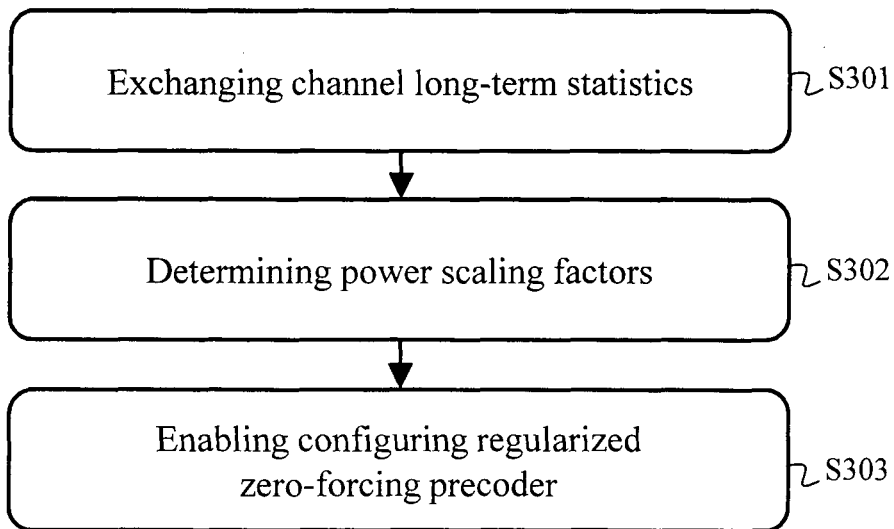 Exchanging channel long-term statistics
S301
Determining power scaling factors
S302
Enabling configuring regularized
zero-forcing precoder
S303